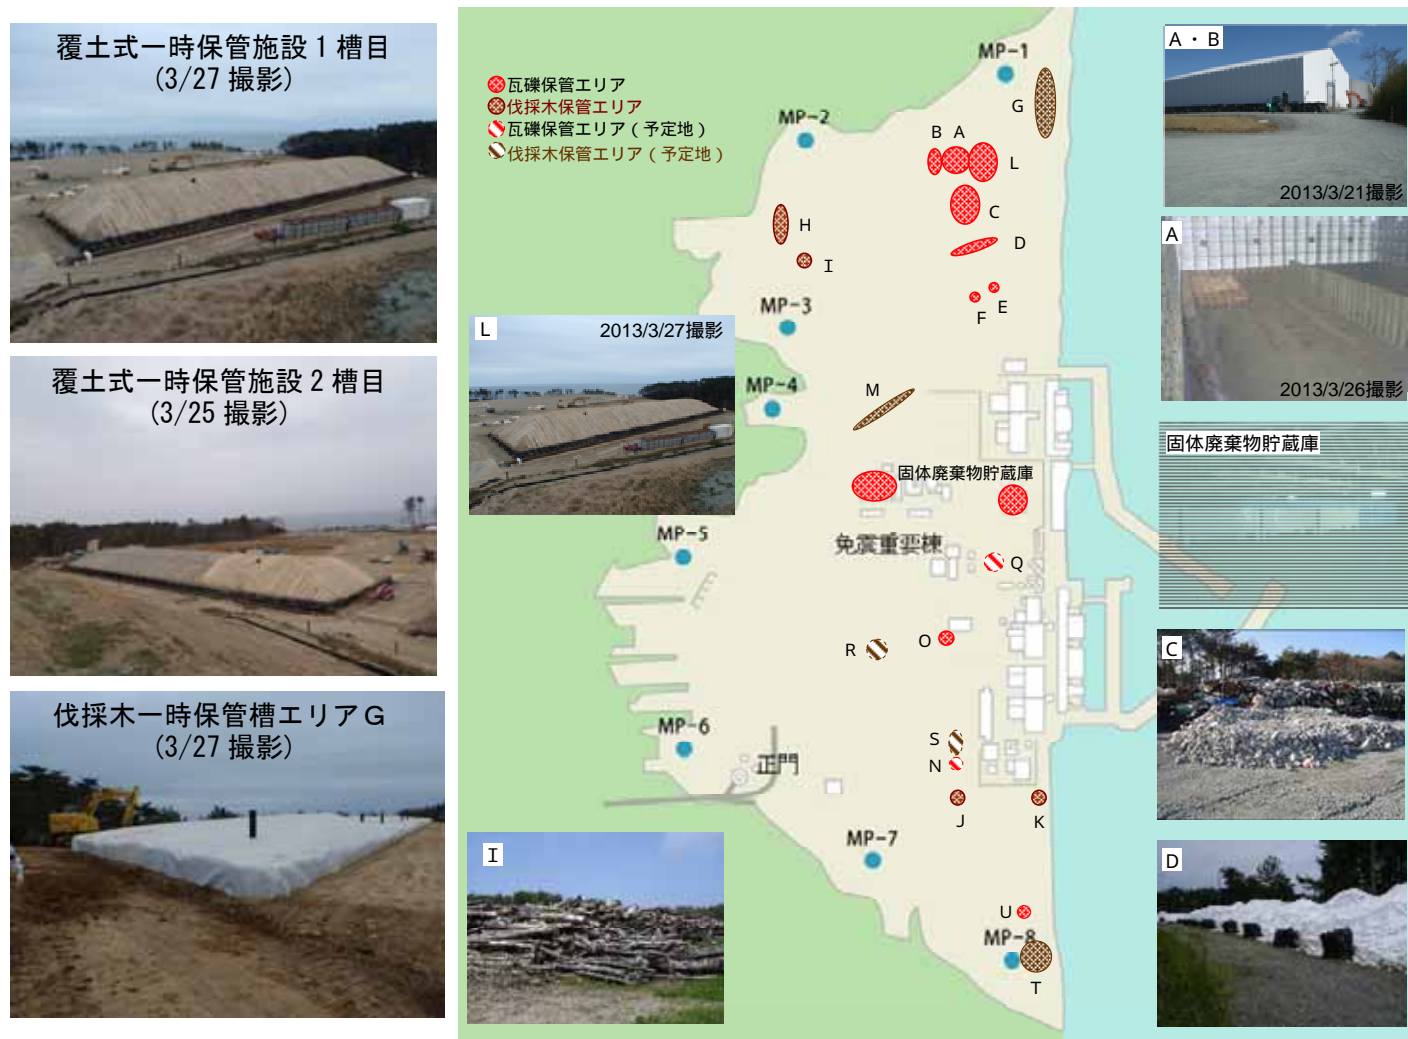 覆土式一時保管施設1槽目
(3/27 撮影)
覆土式一時保管施設2槽目
(3/25 撮影)
伐採木一時保管槽エリアG
(3/27 撮影)
瓦礫保管エリア
伐採木保管エリア
瓦礫保管エリア(予定地)
伐採木保管エリア(予定地)
MP-1
G
MP-2
B A
L
C
H
D
I
E
F
MP-3
L
2013/3/27撮影
MP-4
M
固体廃棄物貯蔵庫
MP-5
免震重要棟
Q
O
R
MP-6
S
正門
N
J
K
MP-7
I
U
MP-8
T
A・B
2013/3/21撮影
A
2013/3/26撮影
固体廃棄物貯蔵庫
C
D